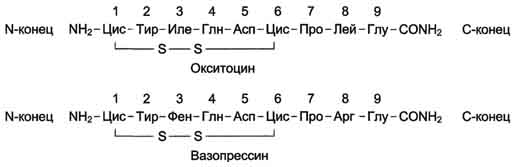 1 2 3 4 5 6 7 8 9
N-конец NH₂–Цис–Тир–Иле–Глн–Асп–Цис–Про–Лей–Глу–CONH₂ C-конец
S – S
Окситоцин
1 2 3 4 5 6 7 8 9
N-конец NH₂–Цис–Тир–Фен–Глн–Асп–Цис–Про–Арг–Глу–CONH₂ C-конец
S – S
Вазопрессин